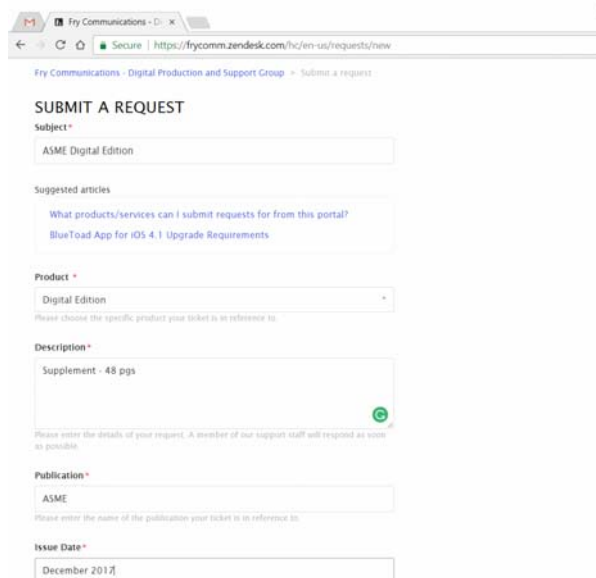 Fry Communications - Di
Secure | https://frycomm.zendesk.com/hc/en-us/requests/new
Fry Communications - Digital Production and Support Group > Submit a request
SUBMIT A REQUEST
Subject*
ASME Digital Edition
Suggested articles
What products/services can I submit requests for from this portal?
BlueToad App for iOS 4.1 Upgrade Requirements
Product *
Digital Edition
Please choose the specific product your ticket is in reference to.
Description*
Supplement - 48 pgs
Please enter the details of your request. A member of our support staff will respond as soon
as possible.
Publication*
ASME
Please enter the name of the publication your ticket is in reference to.
Issue Date*
December 2017